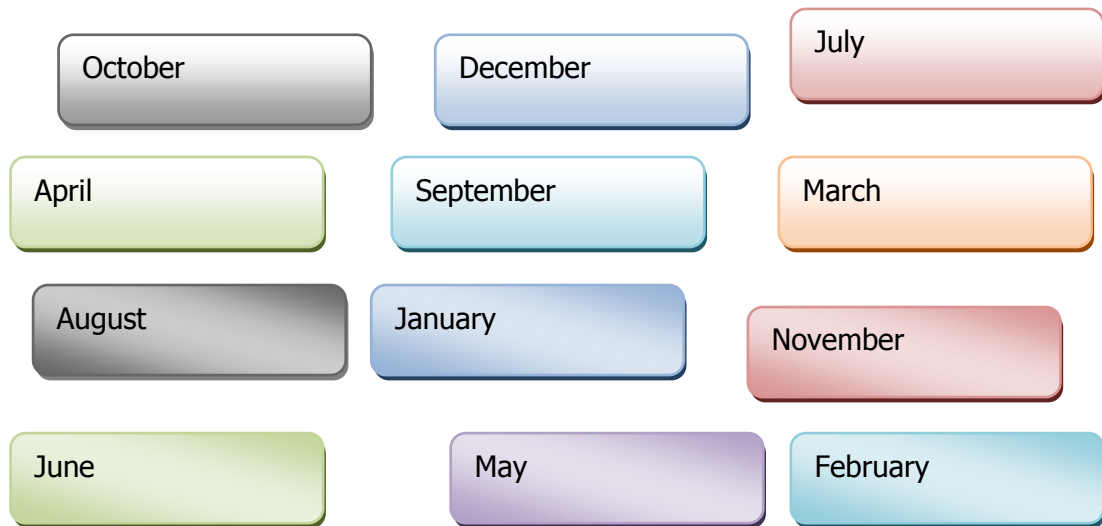 October
December
July
April
September
March
August
January
November
June
May
February